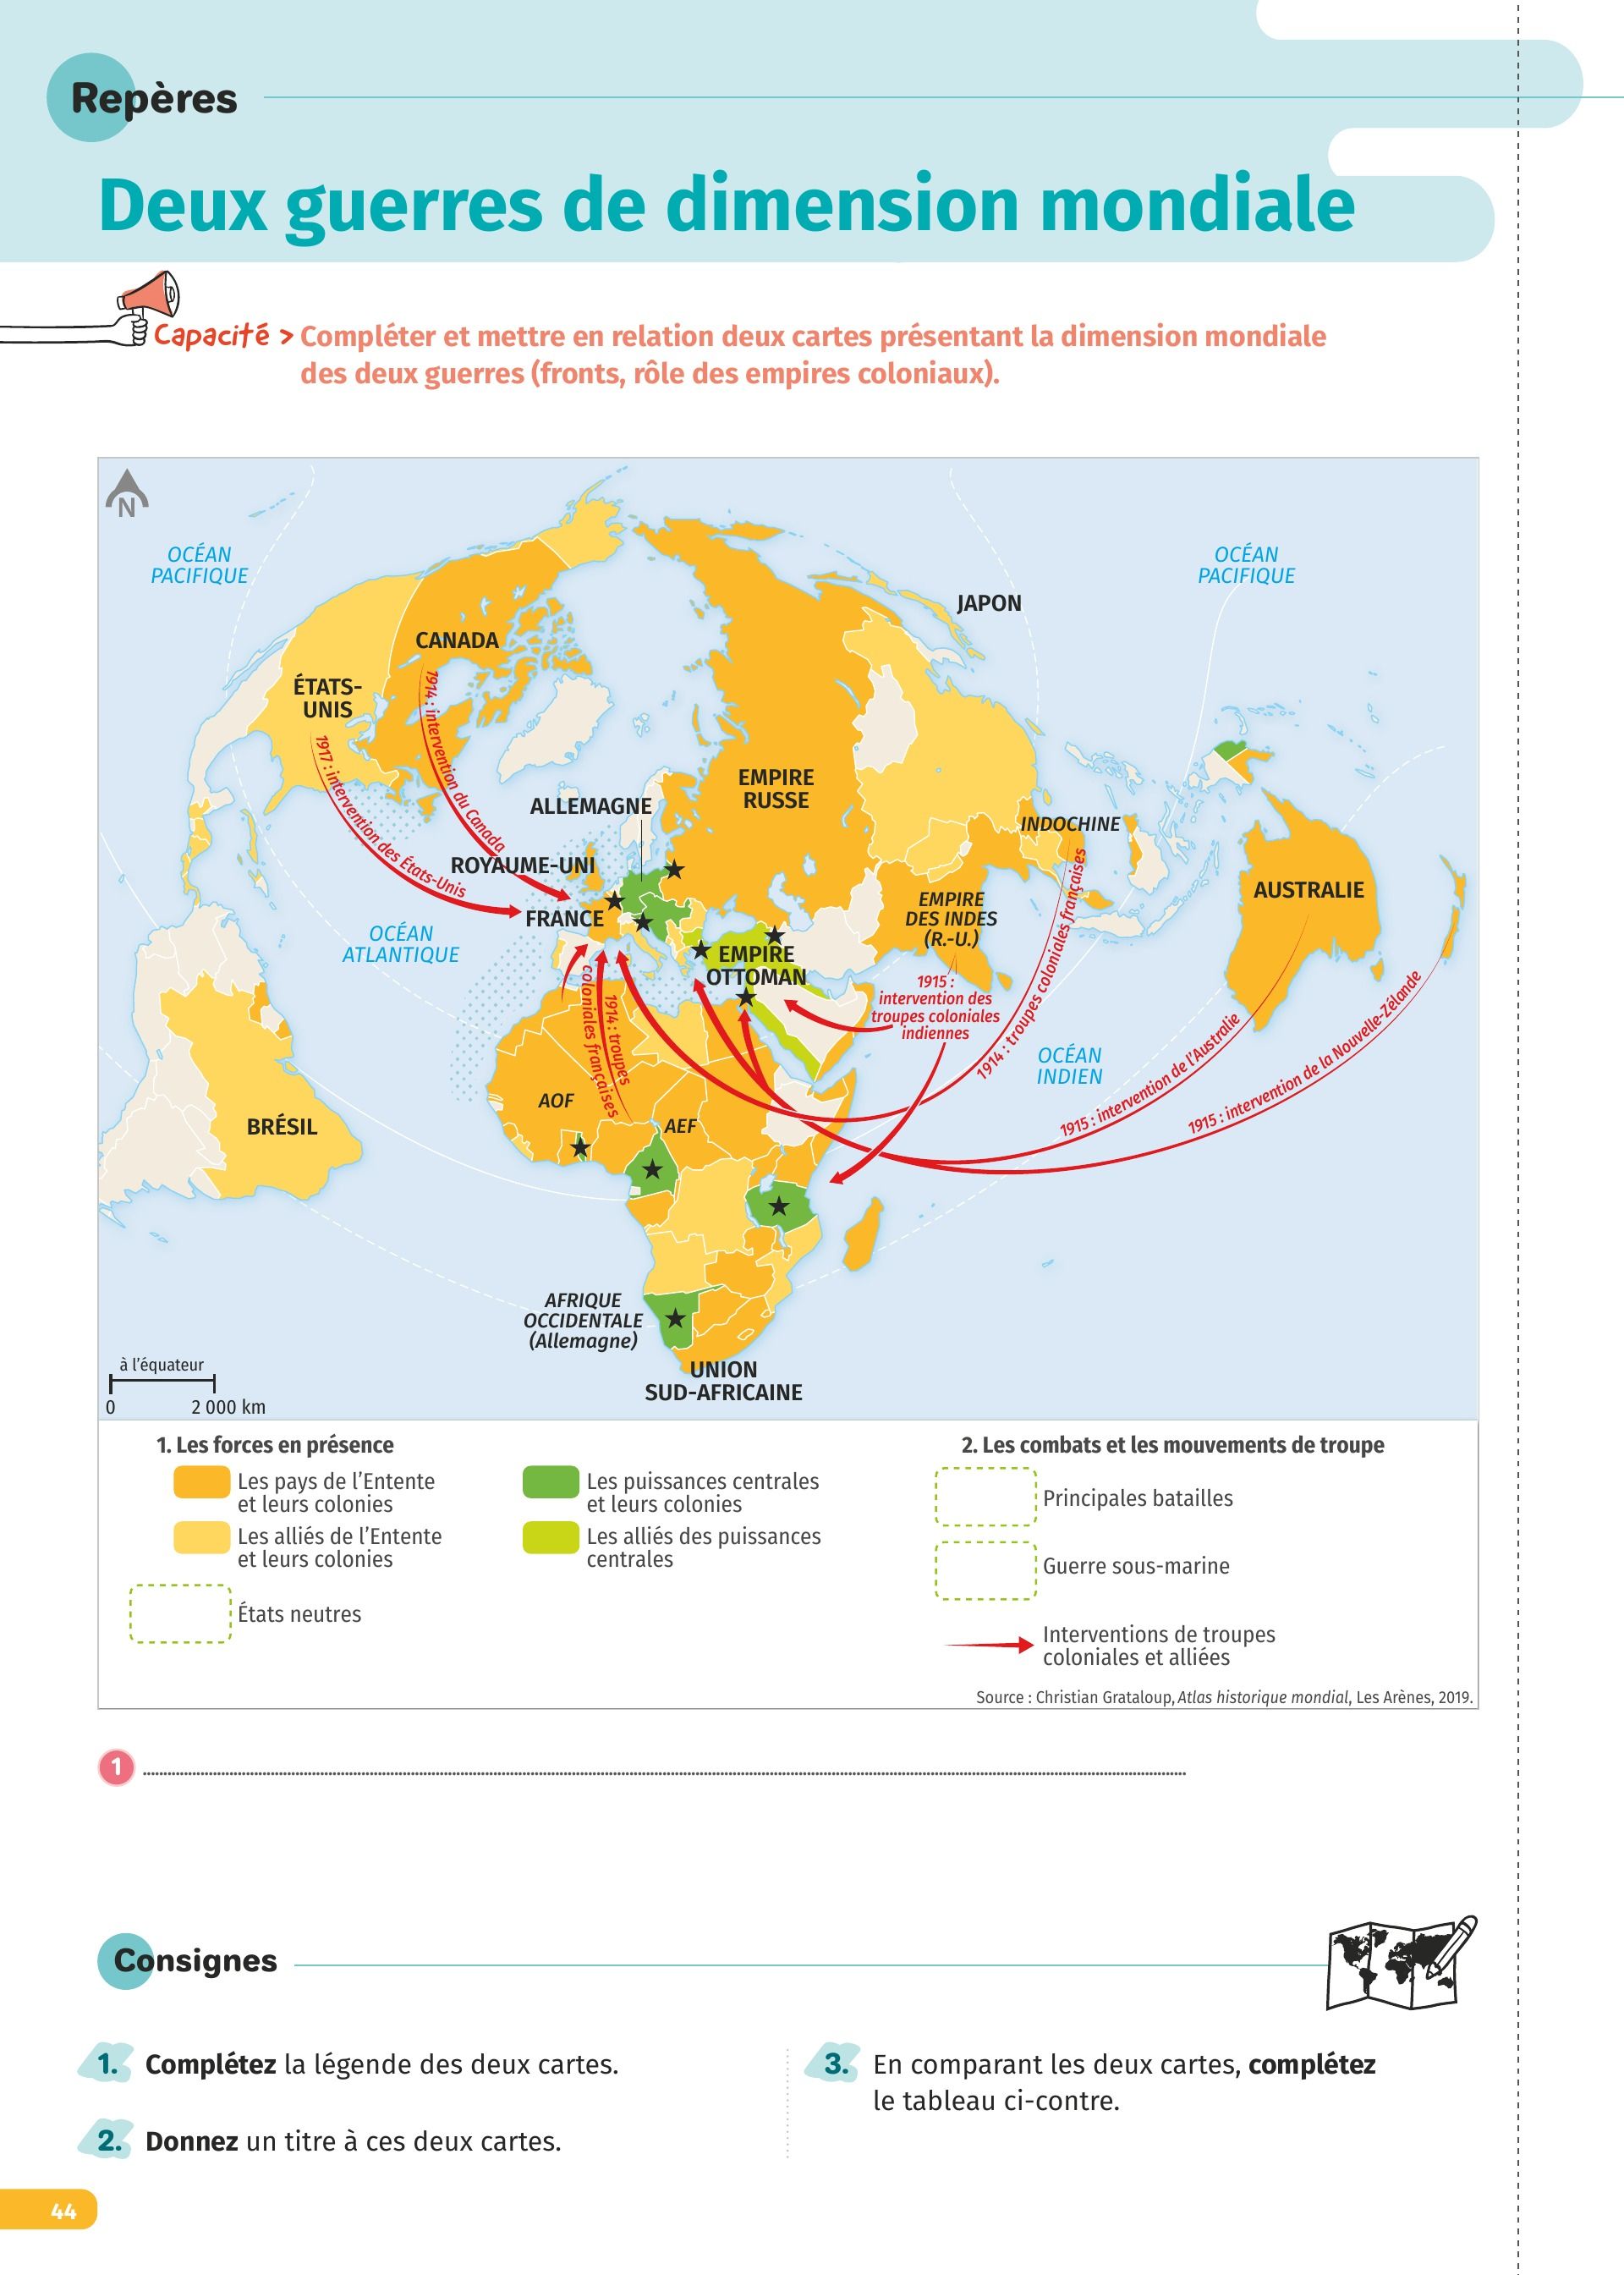 Repères
Deux guerres de dimension mondiale
Capacité > Compléter et mettre en relation deux cartes présentant la dimension mondiale
des deux guerres (fronts, rôle des empires coloniaux).
N
OCÉAN
PACIFIQUE
OCÉAN
PACIFIQUE
JAPON
CANADA
ÉTATS-
UNIS
1914 : intervention du Canada
1917 : intervention des États-Unis
EMPIRE
RUSSE
ALLEMAGNE
INDOCHINE
ROYAUME-UNI
AUSTRALIE
EMPIRE
DES INDES
(R.-U.)
FRANCE
OCÉAN
ATLANTIQUE
EMPIRE
OTTOMAN
1915 :
intervention des
troupes coloniales
indiennes
1914 : troupes coloniales françaises
1914 : troupes
coloniales françaises
OCÉAN
INDIEN
1915 : intervention de l'Australie
1915 : intervention de la Nouvelle-Zélande
AOF
AEF
BRÉSIL
AFRIQUE
OCCIDENTALE
(Allemagne)
UNION
SUD-AFRICAINE
à l'équateur
0 2 000 km
1. Les forces en présence
Les pays de l'Entente
et leurs colonies
Les alliés de l'Entente
et leurs colonies
États neutres
Les puissances centrales
et leurs colonies
Les alliés des puissances
centrales
2. Les combats et les mouvements de troupe
Principales batailles
Guerre sous-marine
Interventions de troupes
coloniales et alliées
Source : Christian Grataloup, Atlas historique mondial, Les Arènes, 2019.
1
Consignes
1. Complétez la légende des deux cartes.
2. Donnez un titre à ces deux cartes.
3. En comparant les deux cartes, complétez
le tableau ci-contre.
44